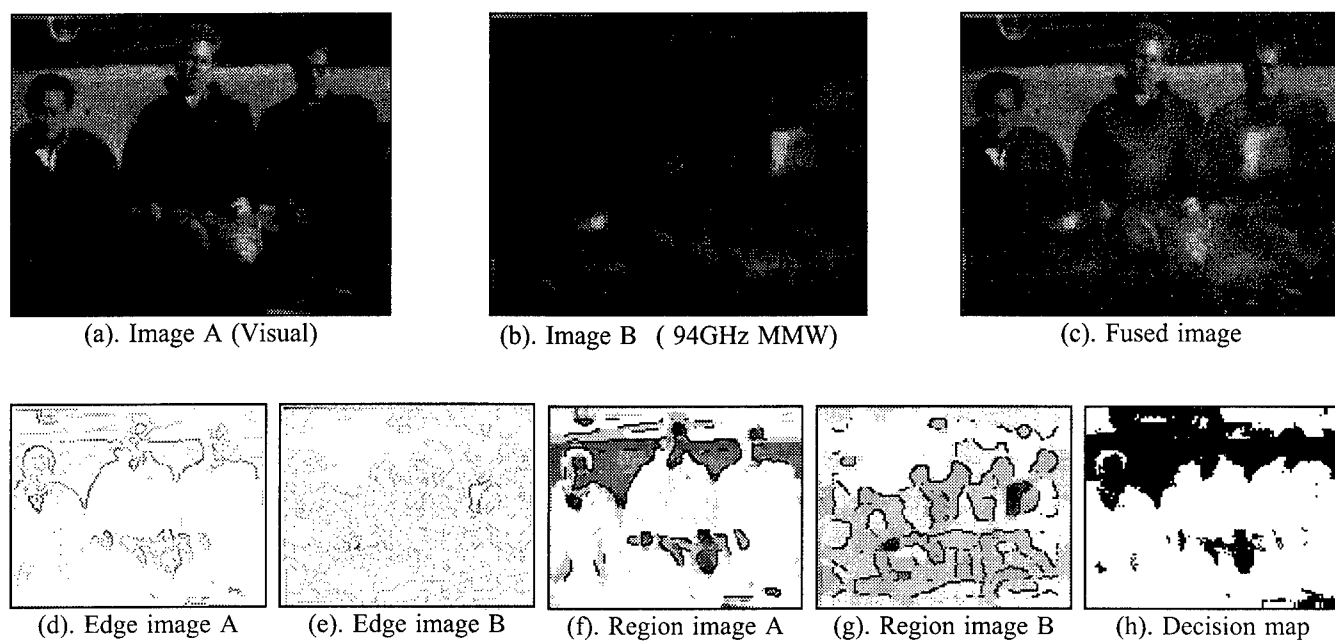 (a). Image A (Visual)
(b). Image B ( 94GHz MMW)
(c). Fused image
(d). Edge image A
(e). Edge image B
(f). Region image A
(g). Region image B
(h). Decision map